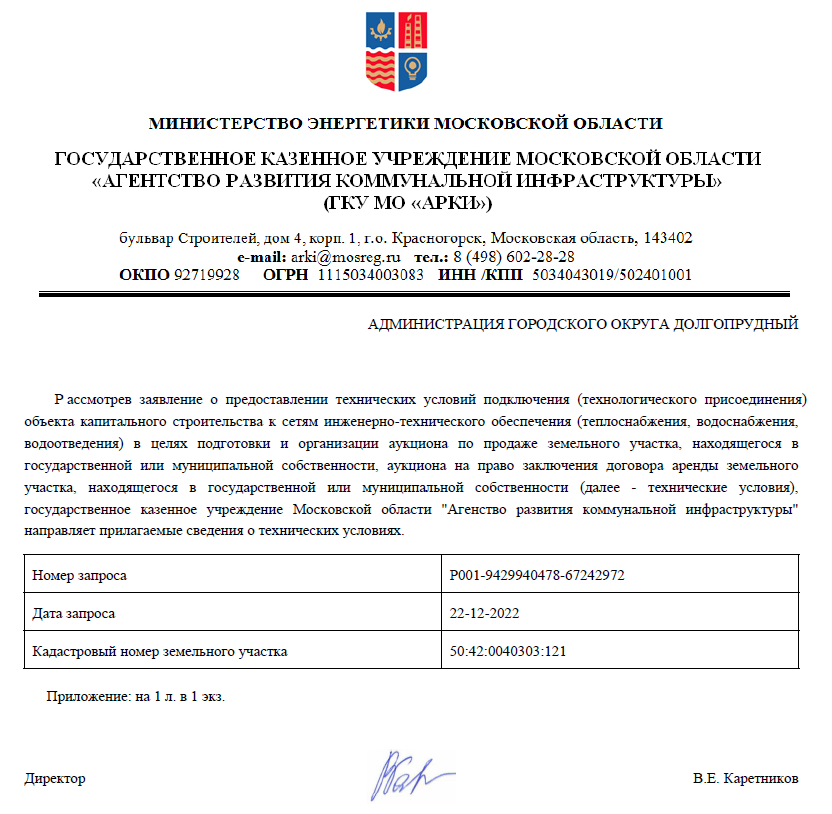 МИНИСТЕРСТВО ЭНЕРГЕТИКИ МОСКОВСКОЙ ОБЛАСТИ
ГОСУДАРСТВЕННОЕ КАЗЕННОЕ УЧРЕЖДЕНИЕ МОСКОВСКОЙ ОБЛАСТИ
«АГЕНТСТВО РАЗВИТИЯ КОММУНАЛЬНОЙ ИНФРАСТРУКТУРЫ»
(ГКУ МО «АРКИ»)
бульвар Строителей, дом 4, корп. 1, г.о. Красногорск, Московская область, 143402
e-mail: arki@mosreg.ru тел.: 8 (498) 602-28-28
ОКПО 92719928 ОГРН 1115034003083 ИНН /КПП 5034043019/502401001
АДМИНИСТРАЦИЯ ГОРОДСКОГО ОКРУГА ДОЛГОПРУДНЫЙ
Рассмотрев заявление о предоставлении технических условий подключения (технологического присоединения)
объекта капитального строительства к сетям инженерно-технического обеспечения (теплоснабжения, водоснабжения,
водоотведения) в целях подготовки и организации аукциона по продаже земельного участка, находящегося в
государственной или муниципальной собственности, аукциона на право заключения договора аренды земельного
участка, находящегося в государственной или муниципальной собственности (далее - технические условия),
государственное казенное учреждение Московской области "Агенство развития коммунальной инфраструктуры"
направляет прилагаемые сведения о технических условиях.
Номер запроса P001-9429940478-67242972
Дата запроса 22-12-2022
Кадастровый номер земельного участка 50:42:0040303:121
Приложение: на 1 л. в 1 экз.
Директор В.Е. Каретников